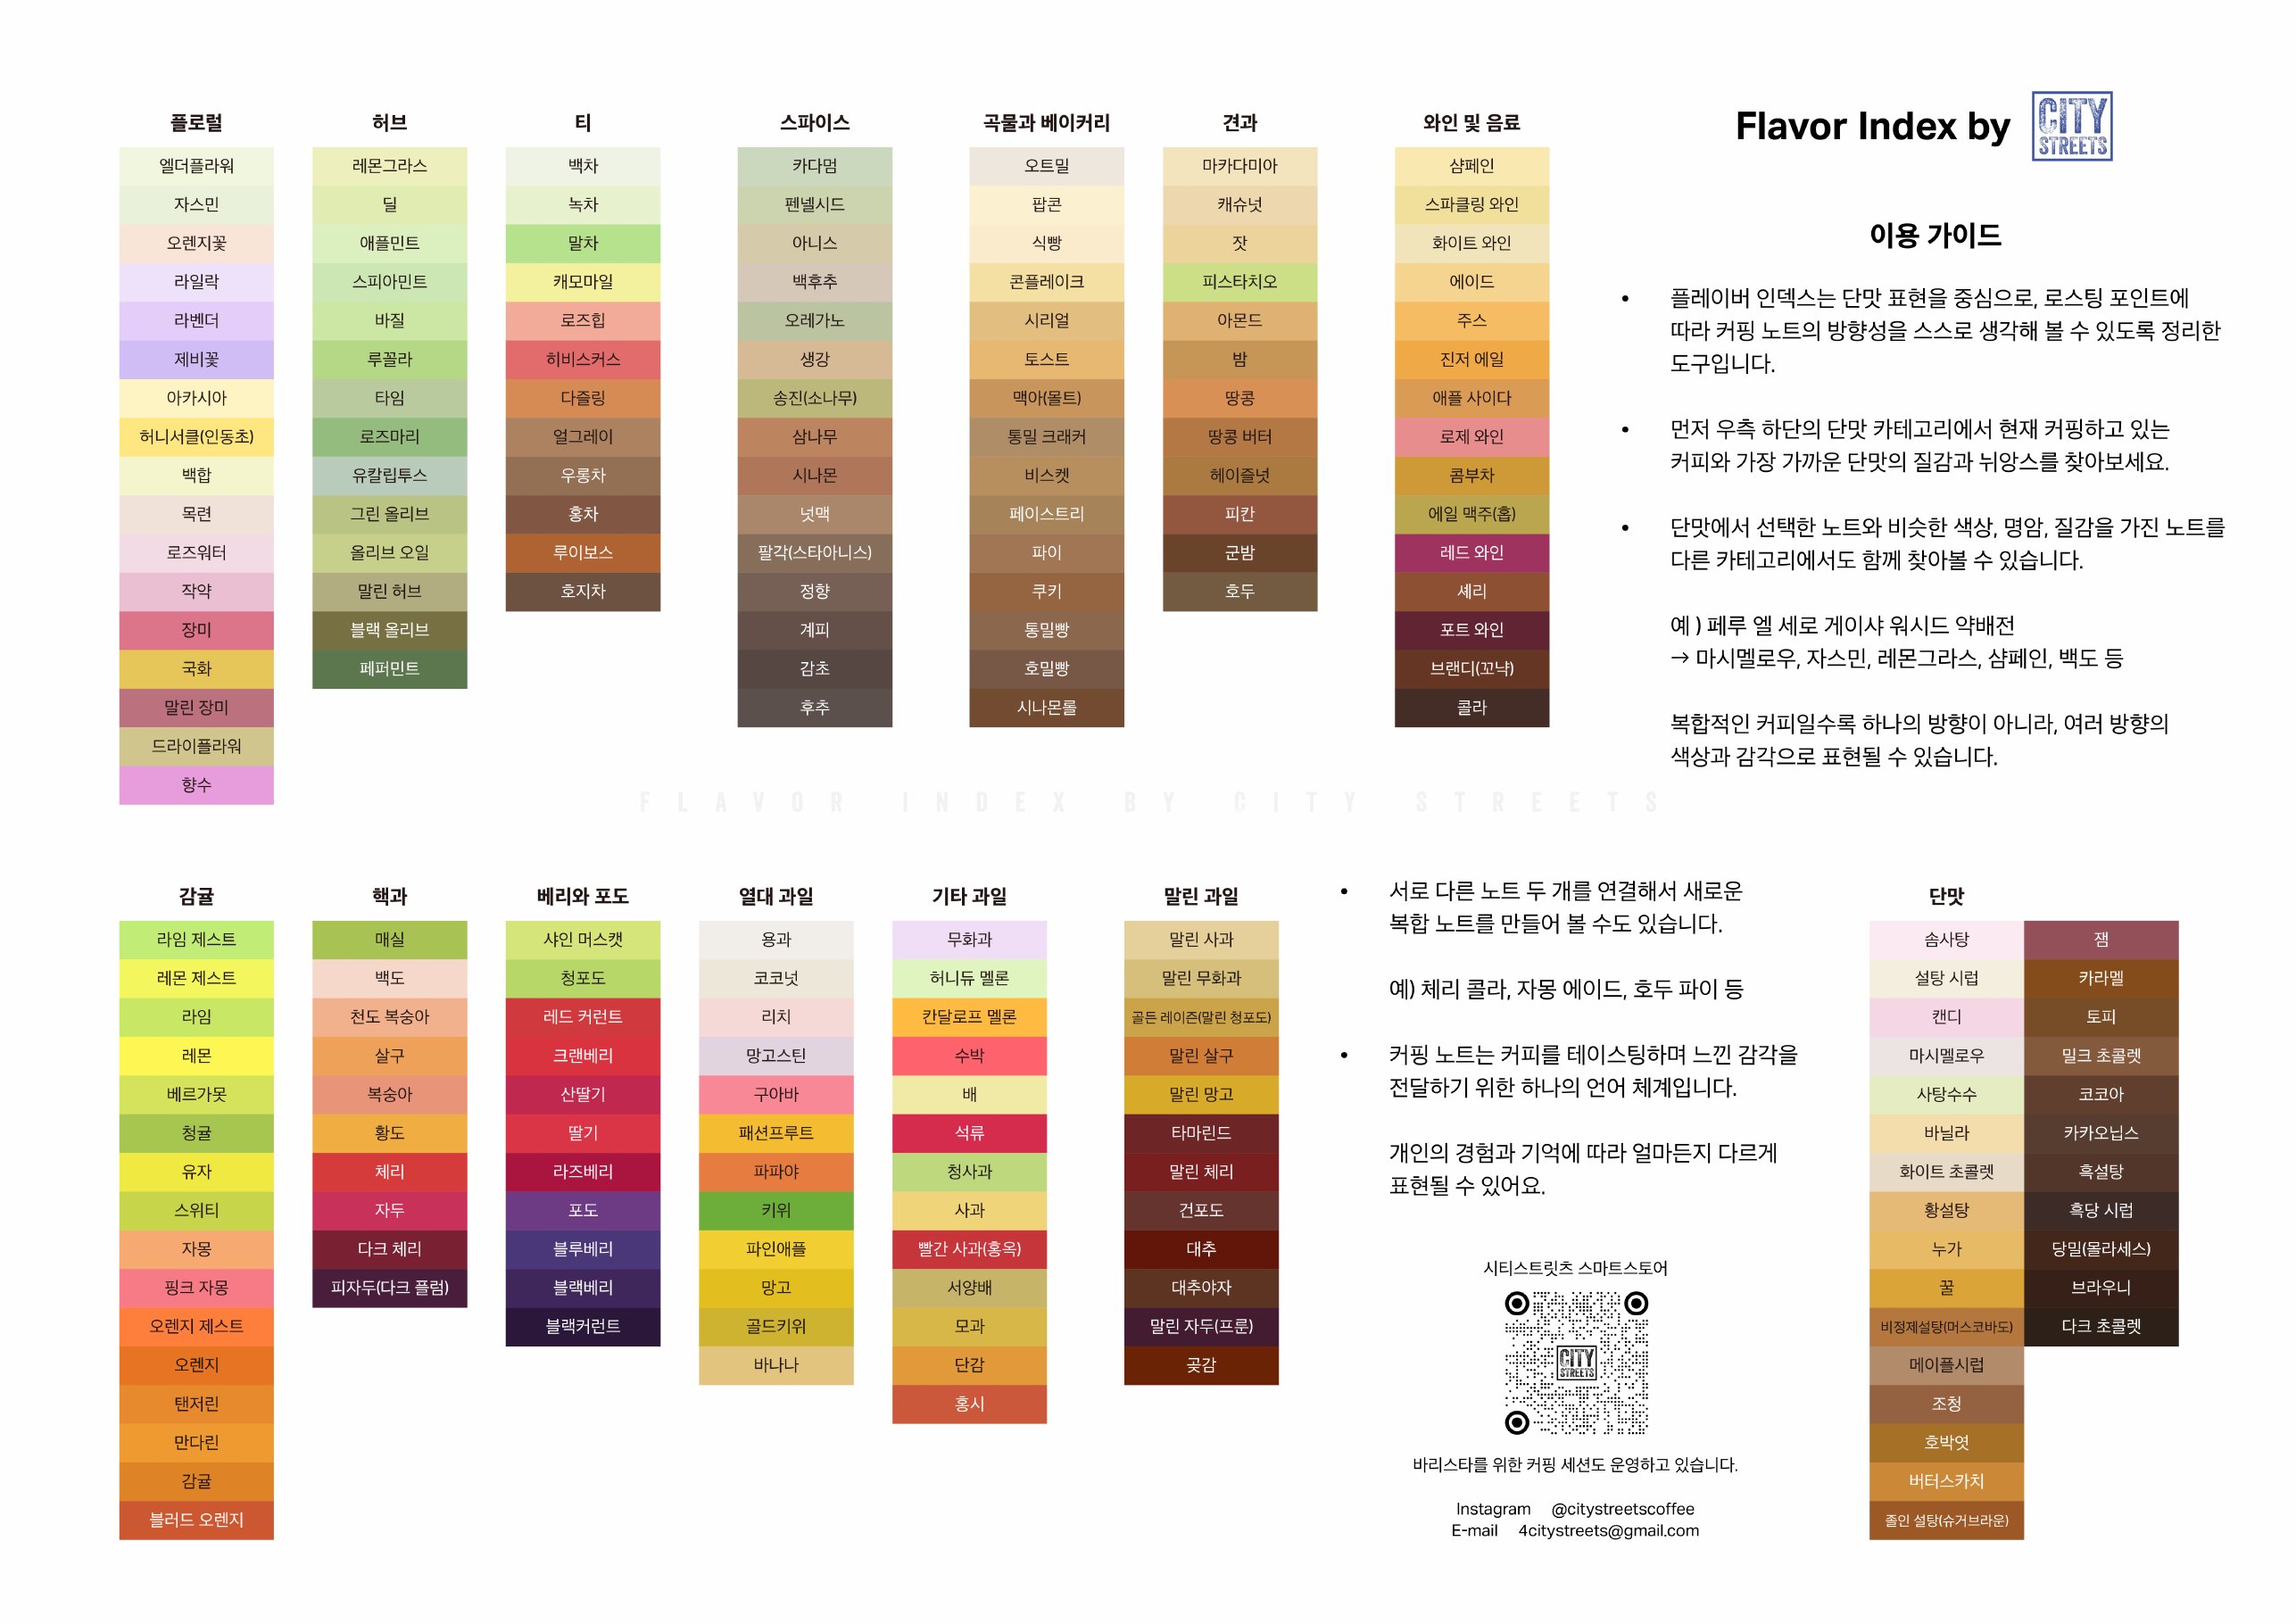 Flavor Index by
CITY
STREETS
플로럴
엘더플라워
자스민
오렌지꽃
라일락
라벤더
제비꽃
아카시아
허니서클(인동초)
백합
목련
로즈워터
작약
장미
국화
말린 장미
드라이플라워
향수
허브
레몬그라스
딜
애플민트
스피아민트
바질
루꼴라
타임
로즈마리
유칼립투스
그린 올리브
올리브 오일
말린 허브
블랙 올리브
페퍼민트
티
백차
녹차
말차
캐모마일
로즈힙
히비스커스
다즐링
얼그레이
우롱차
홍차
루이보스
호지차
스파이스
카다멈
펜넬시드
아니스
백후추
오레가노
생강
송진(소나무)
삼나무
시나몬
넛맥
팔각(스타아니스)
정향
계피
감초
후추
곡물과 베이커리
오트밀
팝콘
식빵
콘플레이크
시리얼
토스트
맥아(몰트)
통밀 크래커
비스켓
페이스트리
파이
쿠키
통밀빵
호밀빵
시나몬롤
견과
마카다미아
캐슈넛
잣
피스타치오
아몬드
밤
땅콩
땅콩 버터
헤이즐넛
피칸
군밤
호두
와인 및 음료
샴페인
스파클링 와인
화이트 와인
에이드
주스
진저 에일
애플 사이다
로제 와인
콤부차
에일 맥주(홉)
레드 와인
셰리
포트 와인
브랜디(꼬냑)
콜라
이용 가이드
• 플레이버 인덱스는 단맛 표현을 중심으로, 로스팅 포인트에
따라 커핑 노트의 방향성을 스스로 생각해 볼 수 있도록 정리한
도구입니다.
• 먼저 우측 하단의 단맛 카테고리에서 현재 커핑하고 있는
커피와 가장 가까운 단맛의 질감과 뉘앙스를 찾아보세요.
• 단맛에서 선택한 노트와 비슷한 색상, 명암, 질감을 가진 노트를
다른 카테고리에서도 함께 찾아볼 수 있습니다.
예 ) 페루 엘 세로 게이샤 워시드 약배전
→ 마시멜로우, 자스민, 레몬그라스, 샴페인, 백도 등
복합적인 커피일수록 하나의 방향이 아니라, 여러 방향의
색상과 감각으로 표현될 수 있습니다.
FLAVOR INDEX BY CITY STREETS
감귤
라임 제스트
레몬 제스트
라임
레몬
베르가못
청귤
유자
스위티
자몽
핑크 자몽
오렌지 제스트
오렌지
탠저린
만다린
감귤
블러드 오렌지
핵과
매실
백도
천도 복숭아
살구
복숭아
황도
체리
자두
다크 체리
피자두(다크 플럼)
베리와 포도
샤인 머스캣
청포도
레드 커런트
크랜베리
산딸기
딸기
라즈베리
포도
블루베리
블랙베리
블랙커런트
열대 과일
용과
코코넛
리치
망고스틴
구아바
패션프루트
파파야
키위
파인애플
망고
골드키위
바나나
기타 과일
무화과
허니듀 멜론
칸달로프 멜론
수박
배
석류
청사과
사과
빨간 사과(홍옥)
서양배
모과
단감
홍시
말린 과일
말린 사과
말린 무화과
골든 레이즌(말린 청포도)
말린 살구
말린 망고
타마린드
말린 체리
건포도
대추
대추야자
말린 자두(프룬)
곶감
• 서로 다른 노트 두 개를 연결해서 새로운
복합 노트를 만들어 볼 수도 있습니다.
예) 체리 콜라, 자몽 에이드, 호두 파이 등
• 커핑 노트는 커피를 테이스팅하며 느낀 감각을
전달하기 위한 하나의 언어 체계입니다.
개인의 경험과 기억에 따라 얼마든지 다르게
표현될 수 있어요.
시티스트릿츠 스마트스토어
CITY
STREETS
바리스타를 위한 커핑 세션도 운영하고 있습니다.
Instagram @citystreetscoffee
E-mail 4citystreets@gmail.com
단맛
솜사탕
설탕 시럽
캔디
마시멜로우
사탕수수
바닐라
화이트 초콜렛
황설탕
누가
꿀
비정제설탕(머스코바도)
메이플시럽
조청
호박엿
버터스카치
졸인 설탕(슈거브라운)
잼
카라멜
토피
밀크 초콜렛
코코아
카카오닙스
흑설탕
흑당 시럽
당밀(몰라세스)
브라우니
다크 초콜렛